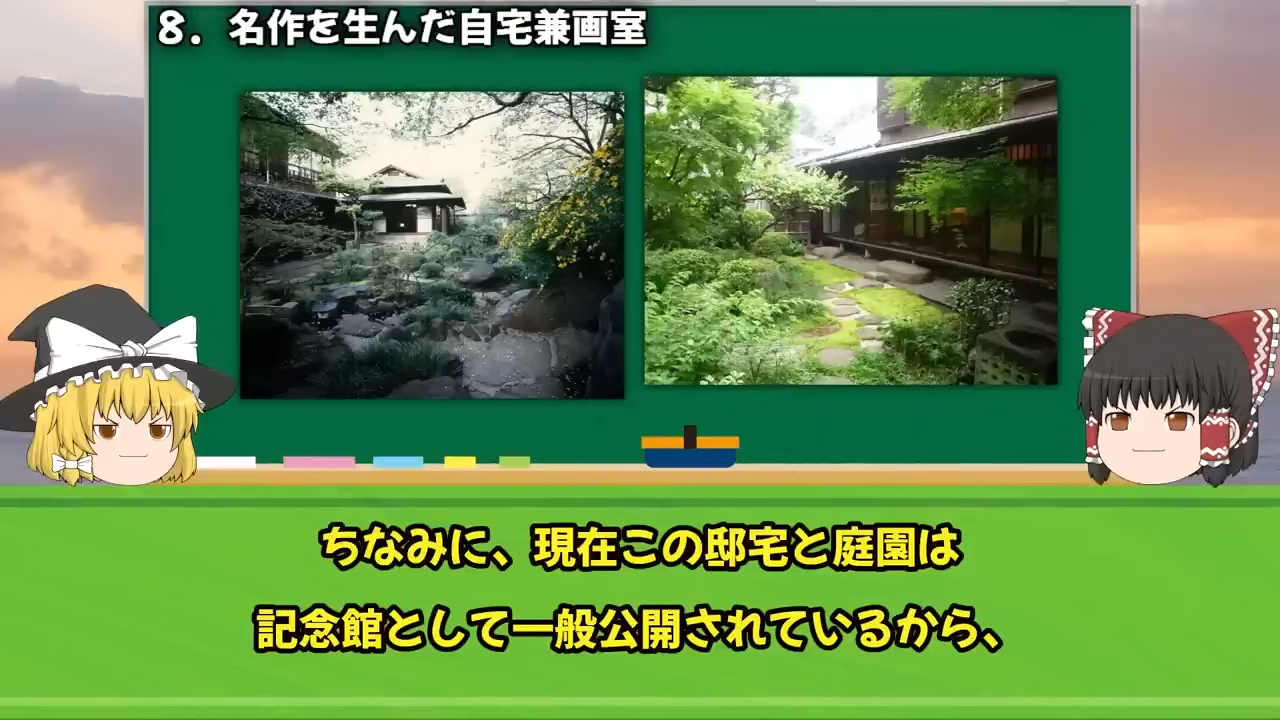 ８．名作を生んだ自宅兼画室
ちなみに、現在この邸宅と庭園は
記念館として一般公開されているから、